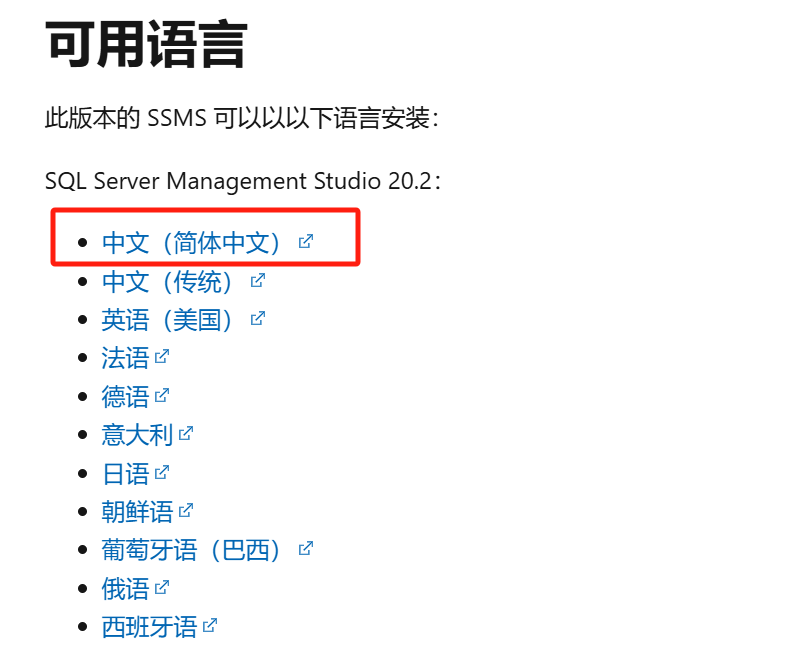 可用语言
此版本的 SSMS 可以以以下语言安装：
SQL Server Management Studio 20.2：
中文（简体中文）
中文（传统）
英语（美国）
法语
德语
意大利
日语
朝鲜语
葡萄牙语（巴西）
俄语
西班牙语